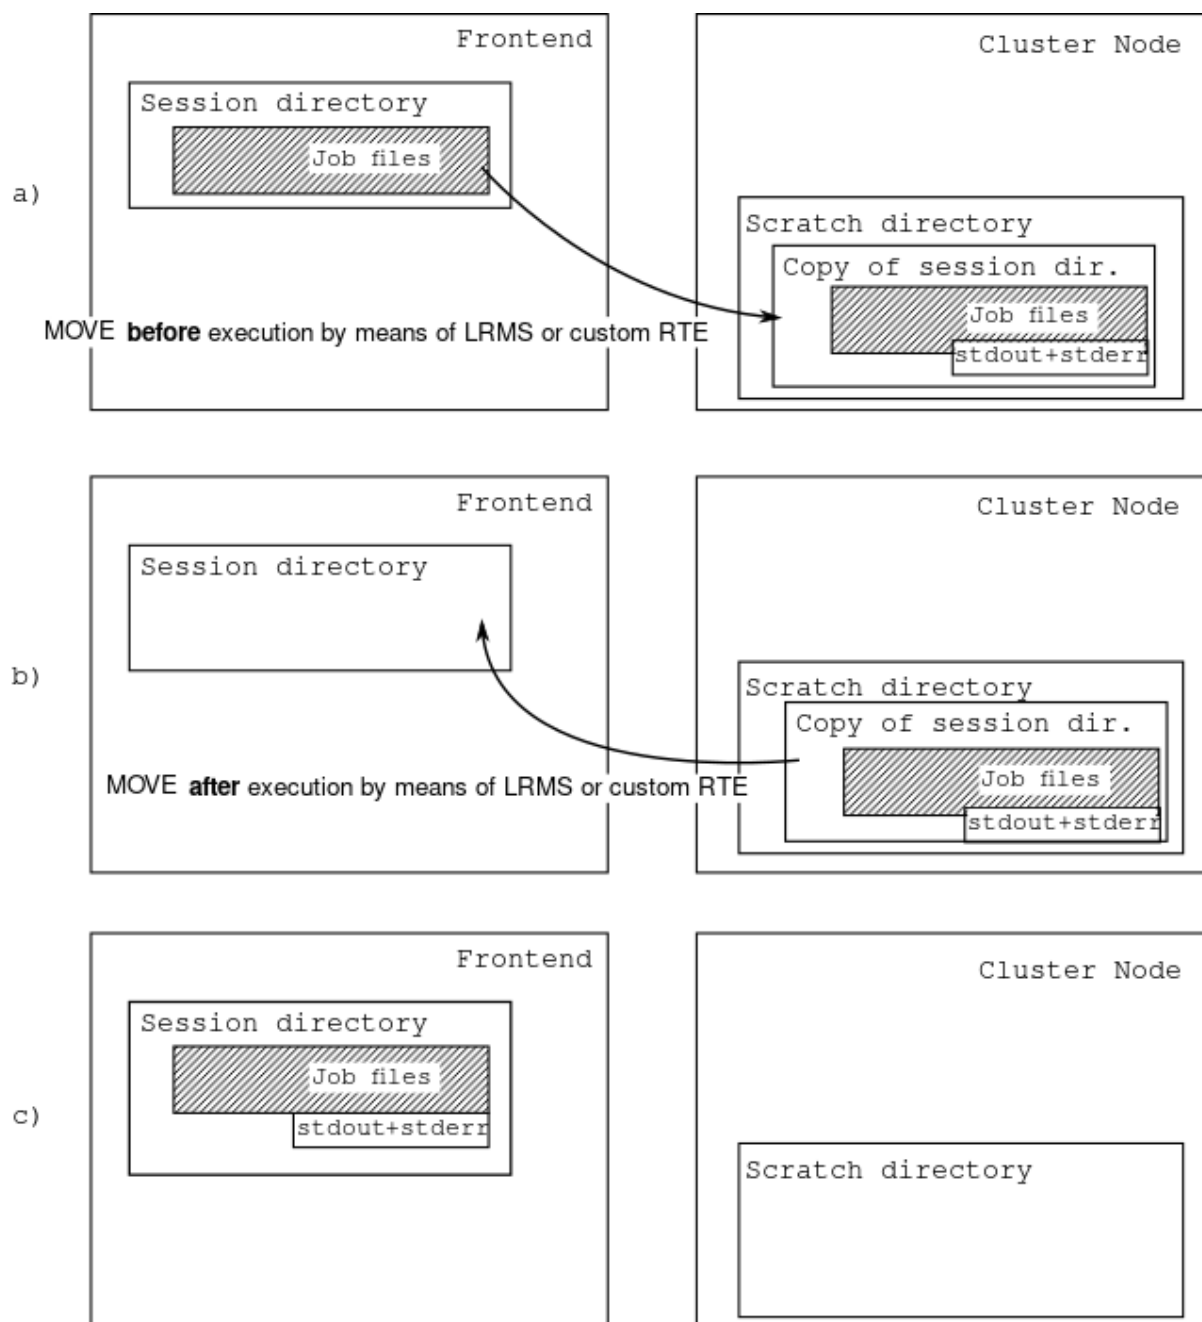 Frontend
Cluster Node
Session directory
Job files
a)
Scratch directory
Copy of session dir.
Job files
MOVE before execution by means of LRMS or custom RTE
stdout+stderr
Frontend
Cluster Node
Session directory
b)
Scratch directory
Copy of session dir.
Job files
MOVE after execution by means of LRMS or custom RTE
stdout+stderr
Frontend
Cluster Node
Session directory
Job files
c)
stdout+stderr
Scratch directory